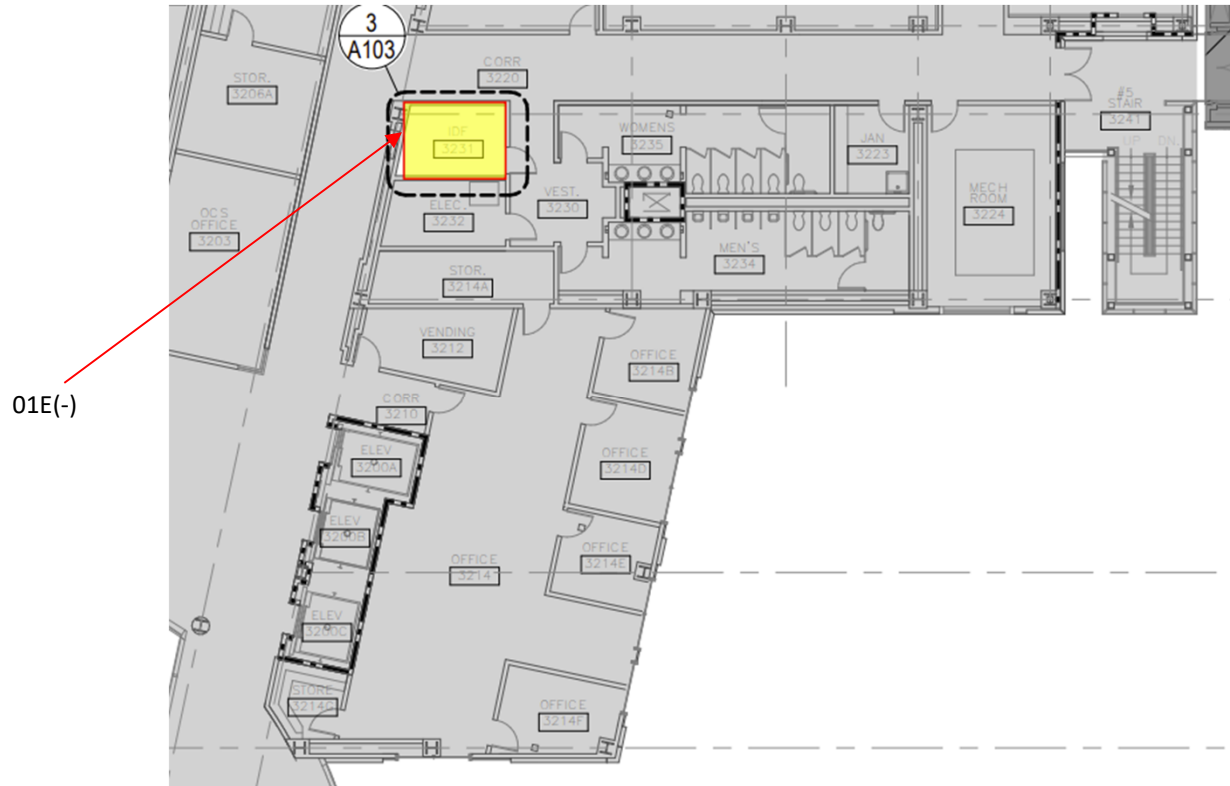 3
A103
STOR.
3206A
CORR
3220
#5
STAIR
3241
UP
DN.
IDF
3231
WOMENS
3235
JAN
3223
MECH
ROOM
3224
VEST.
3230
ELEC.
3232
OCS
OFFICE
3203
MEN'S
3234
STOR.
3214A
VENDING
3212
OFFICE
3214B
01E(-)
CORR
3210
ELEV
3200A
OFFICE
3214D
ELEV
3200B
OFFICE
3214E
OFFICE
3214
ELEV
3200C
STORE
3214G
OFFICE
3214F